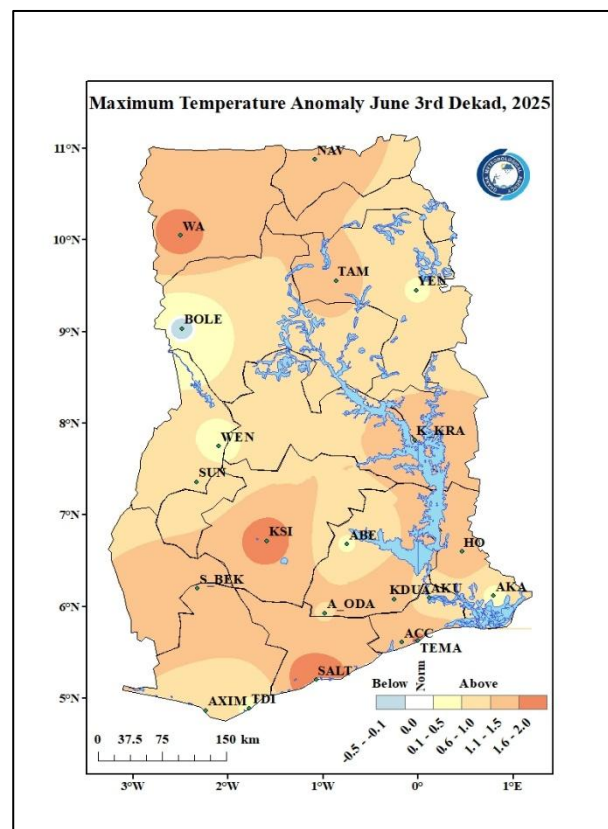 Maximum Temperature Anomaly June 3rd Dekad, 2025
11°N
10°N
9°N
8°N
7°N
6°N
5°N
NAV
WA
TAM
YEN
BOLE
WEN
K_KRA
SUN
KSI
ABE
HO
S_BEK
KDUA
AKU
AKA
A_ODA
ACC
TEMA
SALT
AXIM
TDI
Below
Norm
Above
-0.5 - -0.1
0.0
0.1 - 0.5
0.6 - 1.0
1.1 - 1.5
1.6 - 2.0
0 37.5 75 150 km
3°W 2°W 1°W 0° 1°E